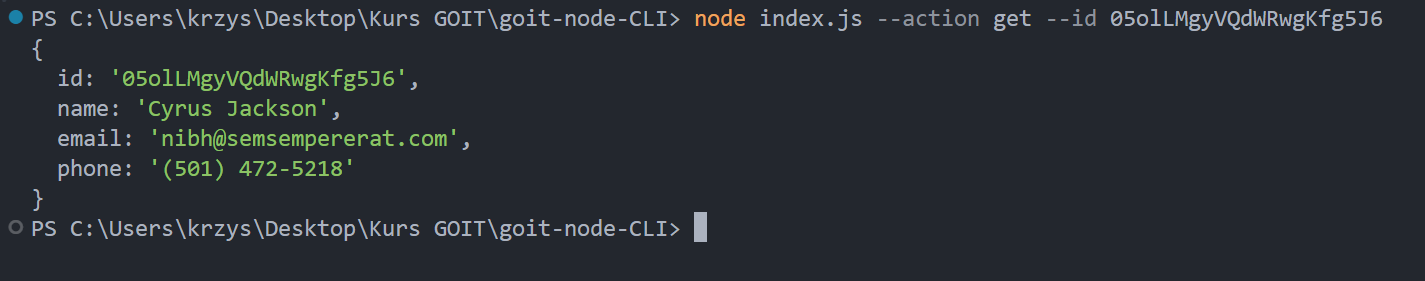 PS C:\Users\krzys\Desktop\Kurs GOIT\goit-node-CLI> node index.js --action get --id 05olLMgyVQdWRwgKfg5J6
{
  id: '05olLMgyVQdWRwgKfg5J6',
  name: 'Cyrus Jackson',
  email: 'nibh@semsempererat.com',
  phone: '(501) 472-5218'
}
PS C:\Users\krzys\Desktop\Kurs GOIT\goit-node-CLI>